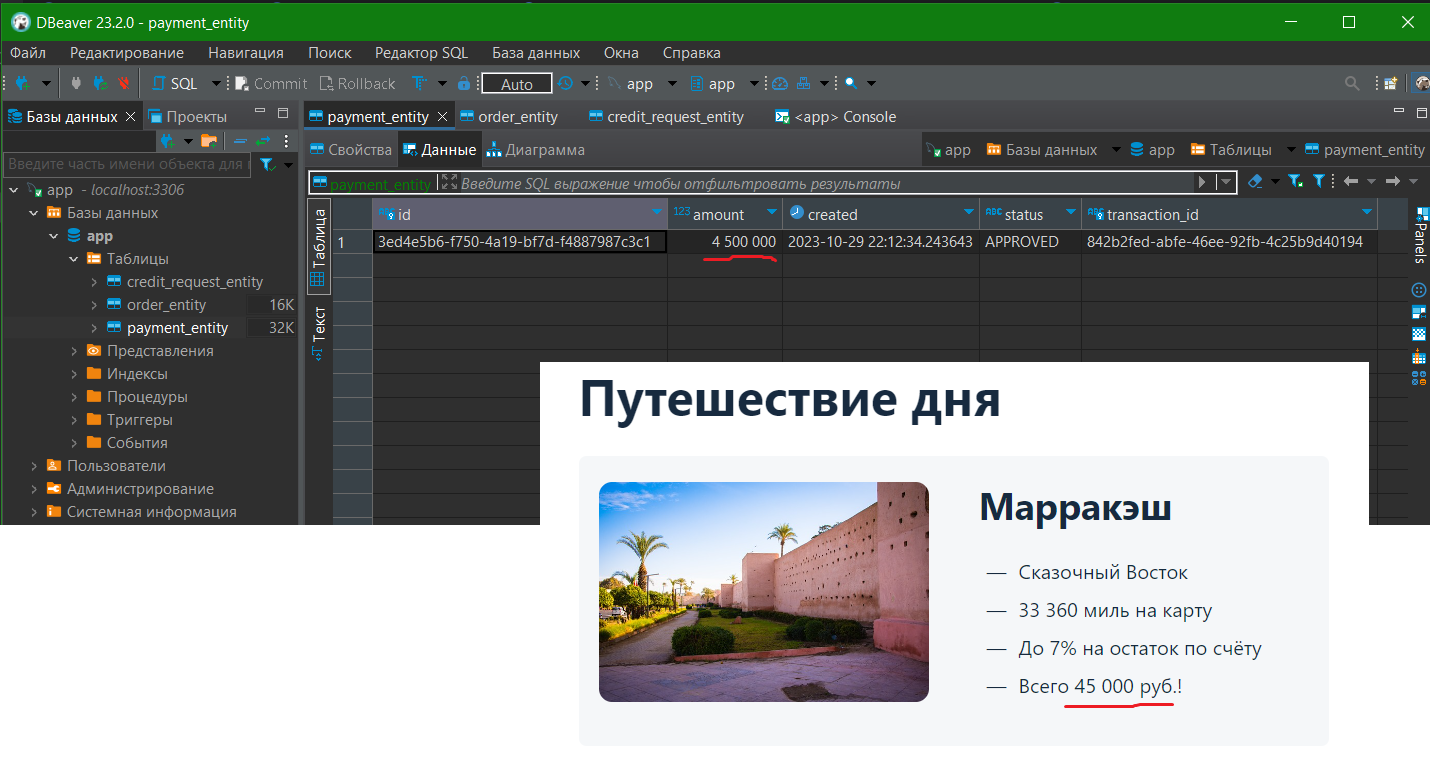 DBeaver 23.2.0 - payment_entity
Файл Редактирование Навигация Поиск Редактор SQL База данных Окна Справка
SQL Commit Rollback Auto app app
Базы данных Проекты payment_entity order_entity credit_request_entity <app> Console
Свойства Данные Диаграмма app Базы данных app Таблицы payment_entity
Введите часть имени объекта для
payment_entity Введите SQL выражение чтобы отфильтровать результаты
app - localhost:3306
Базы данных
app
Таблицы
credit_request_entity
order_entity 16K
payment_entity 32K
Представления
Индексы
Процедуры
Триггеры
События
Пользователи
Администрирование
Системная информация
Таблица
Текст
id 123 amount created ABC status ABC transaction_id
1 3ed4e5b6-f750-4a19-bf7d-f4887987c3c1 4 500 000 2023-10-29 22:12:34.243643 APPROVED 842b2fed-abfe-46ee-92fb-4c25b9d40194
Panels
Путешествие дня
Марракэш
— Сказочный Восток
— 33 360 миль на карту
— До 7% на остаток по счёту
— Всего 45 000 руб.!